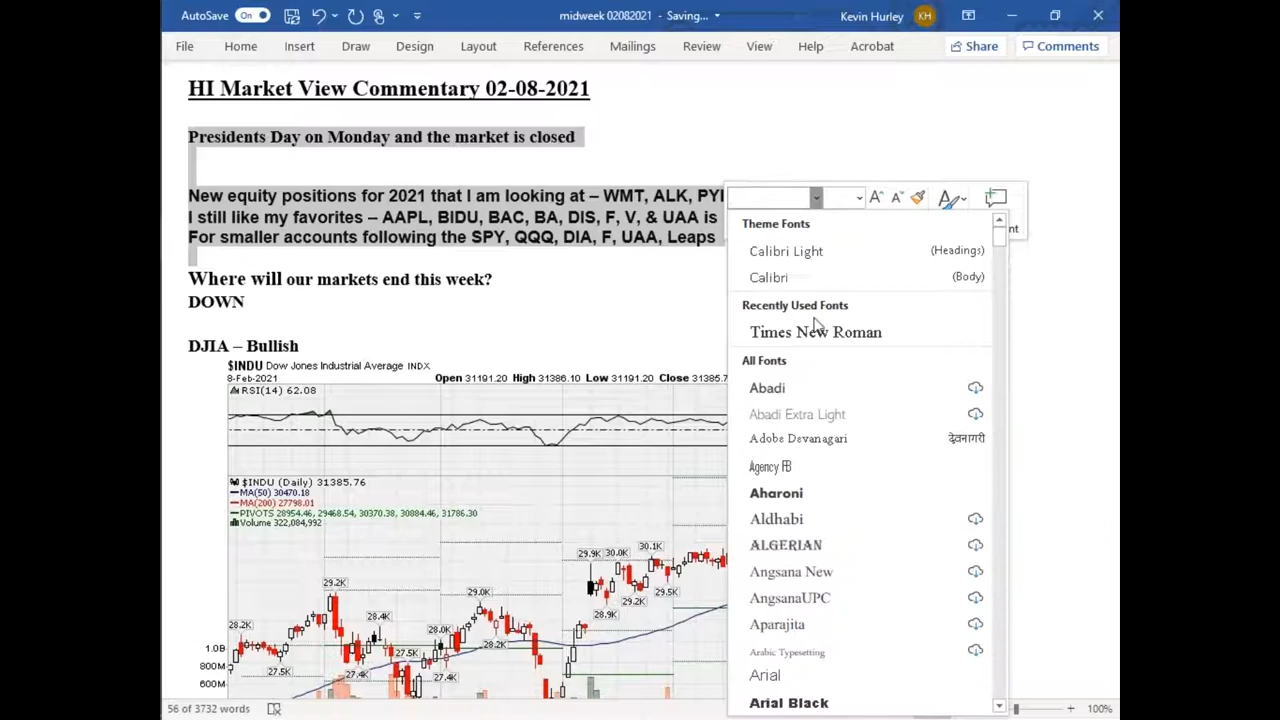 AutoSave On midweek 02082021 - Saving... Kevin Hurley KH
File Home Insert Draw Design Layout References Mailings Review View Help Acrobat Share Comments
HI Market View Commentary 02-08-2021
Presidents Day on Monday and the market is closed
New equity positions for 2021 that I am looking at – WMT, ALK,
I still like my favorites – AAPL, BIDU, BAC, BA, DIS, F, V, & UAA is
For smaller accounts following the SPY, QQQ, DIA, F, UAA, Leaps
Where will our markets end this week?
DOWN
DJIA – Bullish
$INDU Dow Jones Industrial Average INDX
8-Feb-2021 Open 31191.20 High 31386.10 Low 31191.20 Close 31385.7
RSI(14) 62.08
$INDU (Daily) 31385.76
MA(50) 30470.18
MA(200) 27798.01
PIVOTS 28954.46, 29468.54, 30370.38, 30884.46, 31786.30
Volume 322,084,992
29.9K 30.0K 30.1K
29.2K 29.0K 28.9K 29.2K 29.5K
28.2K 28.4K 28.0K 28.2K
27.5K 27.4K 27.5K 27.4K
1.0B
800M
600M
Theme Fonts
Calibri Light (Headings)
Calibri (Body)
Recently Used Fonts
Times New Roman
All Fonts
Abadi
Abadi Extra Light
Adobe Devanagari देवनागरी
Agency FB
Aharoni
Aldhabi
ALGERIAN
Angsana New
AngsanaUPC
Aparajita
Arabic Typesetting
Arial
Arial Black
56 of 3732 words 100%